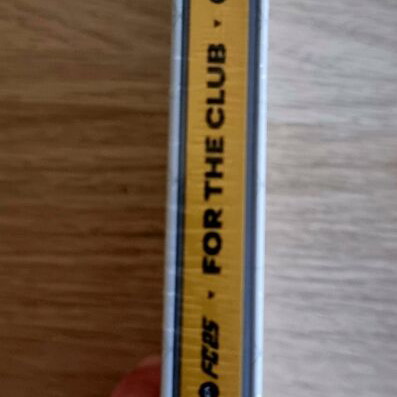 FC25 ▼ FOR THE CLUB ▼